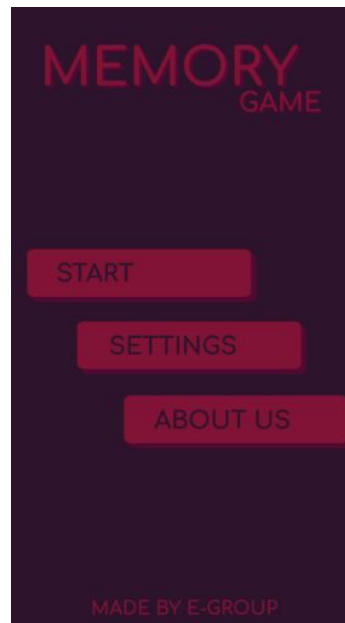 MEMORY
GAME
START
SETTINGS
ABOUT US
MADE BY E-GROUP